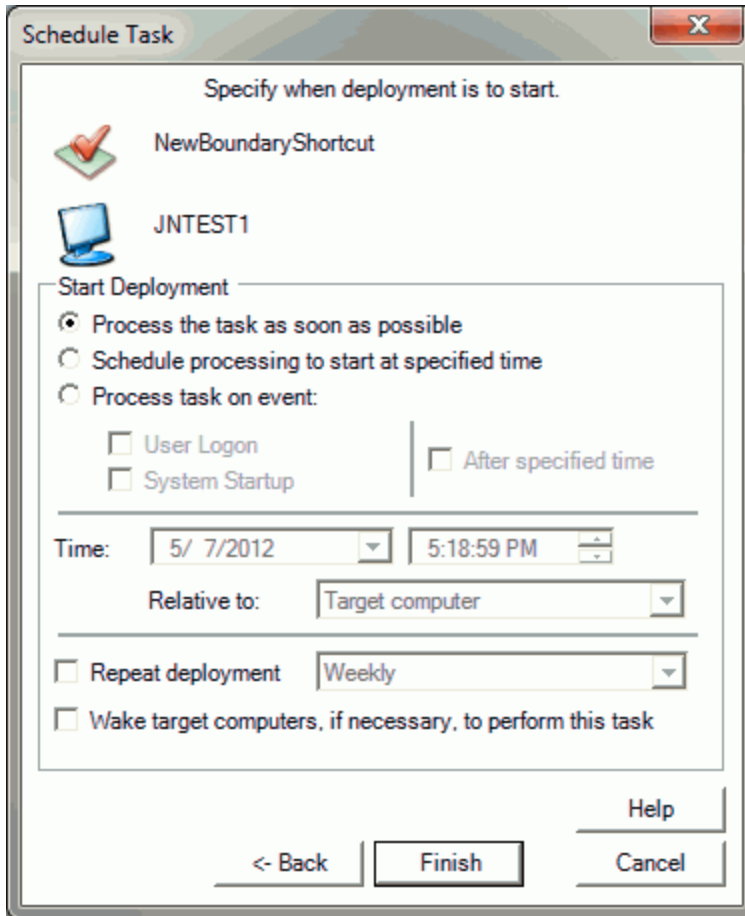 Schedule Task
Specify when deployment is to start.
NewBoundaryShortcut
JNTEST1
Start Deployment
Process the task as soon as possible
Schedule processing to start at specified time
Process task on event:
User Logon
After specified time
System Startup
Time: 5/ 7/2012 5:18:59 PM
Relative to: Target computer
Repeat deployment Weekly
Wake target computers, if necessary, to perform this task
Help
<- Back Finish Cancel